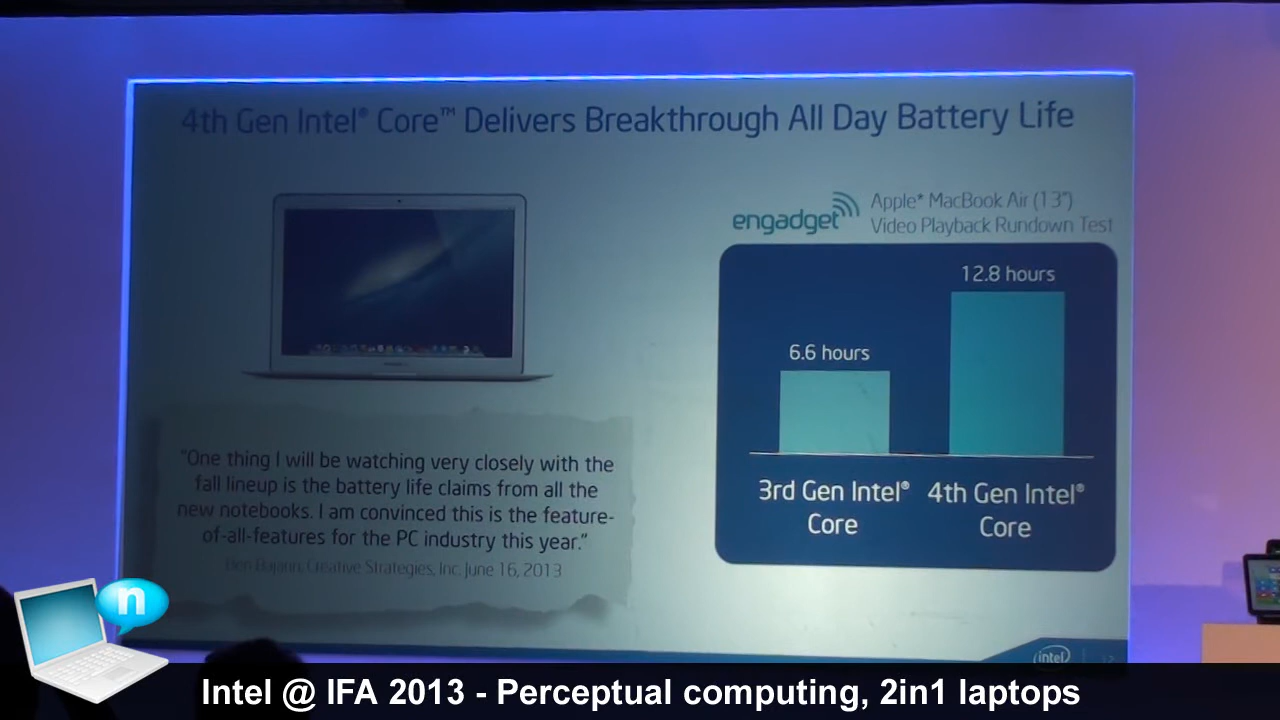 4th Gen Intel® Core™ Delivers Breakthrough All Day Battery Life
engadget
Apple* MacBook Air (13")
Video Playback Rundown Test
12.8 hours
6.6 hours
3rd Gen Intel®
Core
4th Gen Intel®
Core
"One thing I will be watching very closely with the
fall lineup is the battery life claims from all the
new notebooks. I am convinced this is the feature-
of-all-features for the PC industry this year."
Ben Bajarin, Creative Strategies, Inc. June 16, 2013
n
intel
12
Intel @ IFA 2013 - Perceptual computing, 2in1 laptops